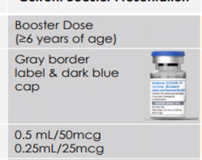 Booster Dose
(≥6 years of age)
Gray border
label & dark blue
cap
0.5 mL/50mcg
0.25mL/25mcg